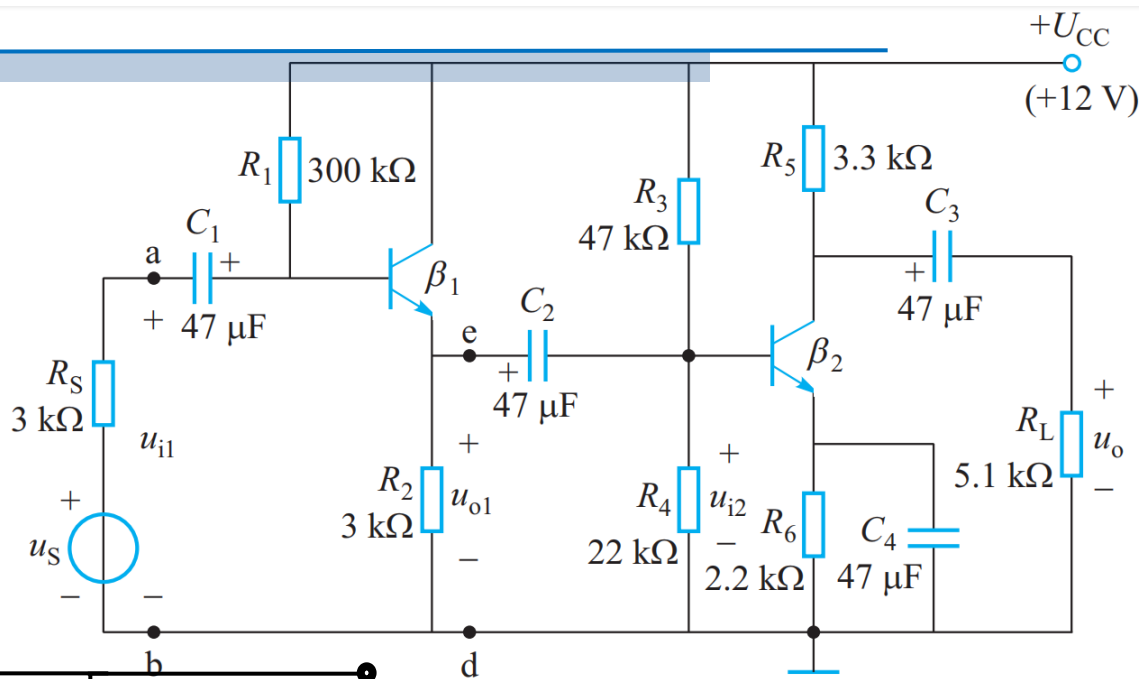 +U_CC
(+12 V)
R₁
300 kΩ
R₅
3.3 kΩ
R₃
47 kΩ
C₃
+
47 μF
C₁
a
+
+
47 μF
β₁
C₂
e
+
47 μF
β₂
R_S
3 kΩ
u_i1
+
R_L
5.1 kΩ
u_o
−
+
R₂
3 kΩ
u_o1
−
+
R₄
22 kΩ
u_i2
−
R₆
2.2 kΩ
C₄
47 μF
+
u_S
−
−
b
d